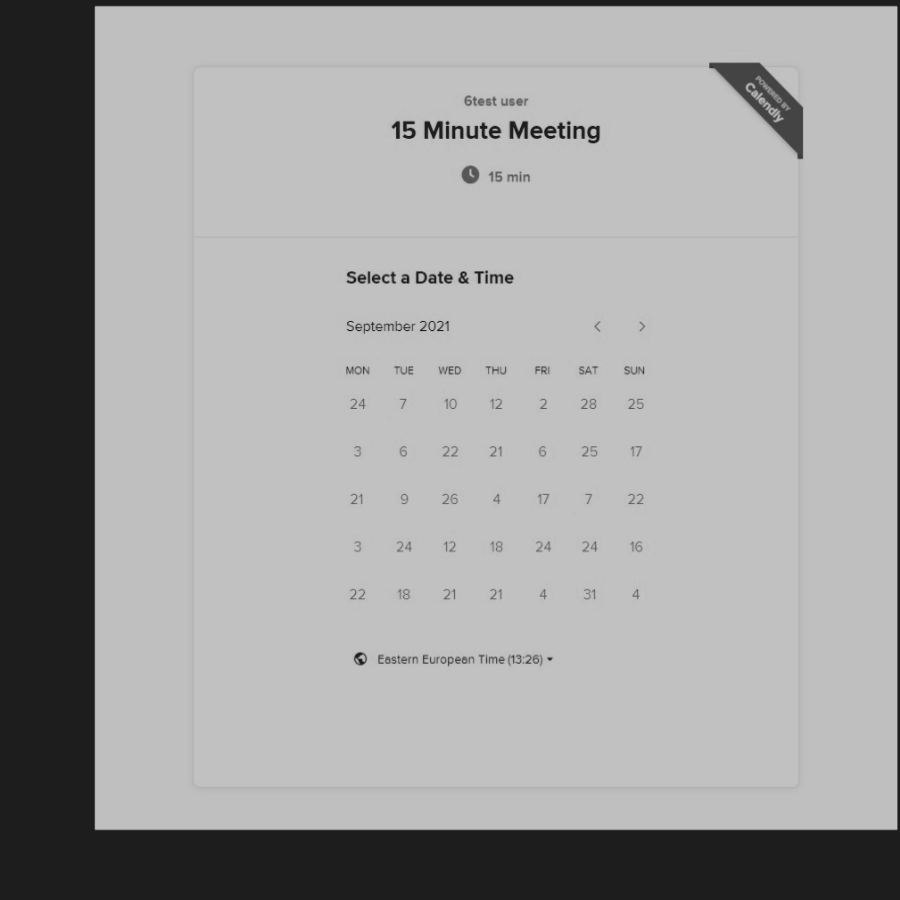 POWERED BY
Calendly
6test user
15 Minute Meeting
15 min
Select a Date & Time
September 2021
MON TUE WED THU FRI SAT SUN
24 7 10 12 2 28 25
3 6 22 21 6 25 17
21 9 26 4 17 7 22
3 24 12 18 24 24 16
22 18 21 21 4 31 4
Eastern European Time (13:26)